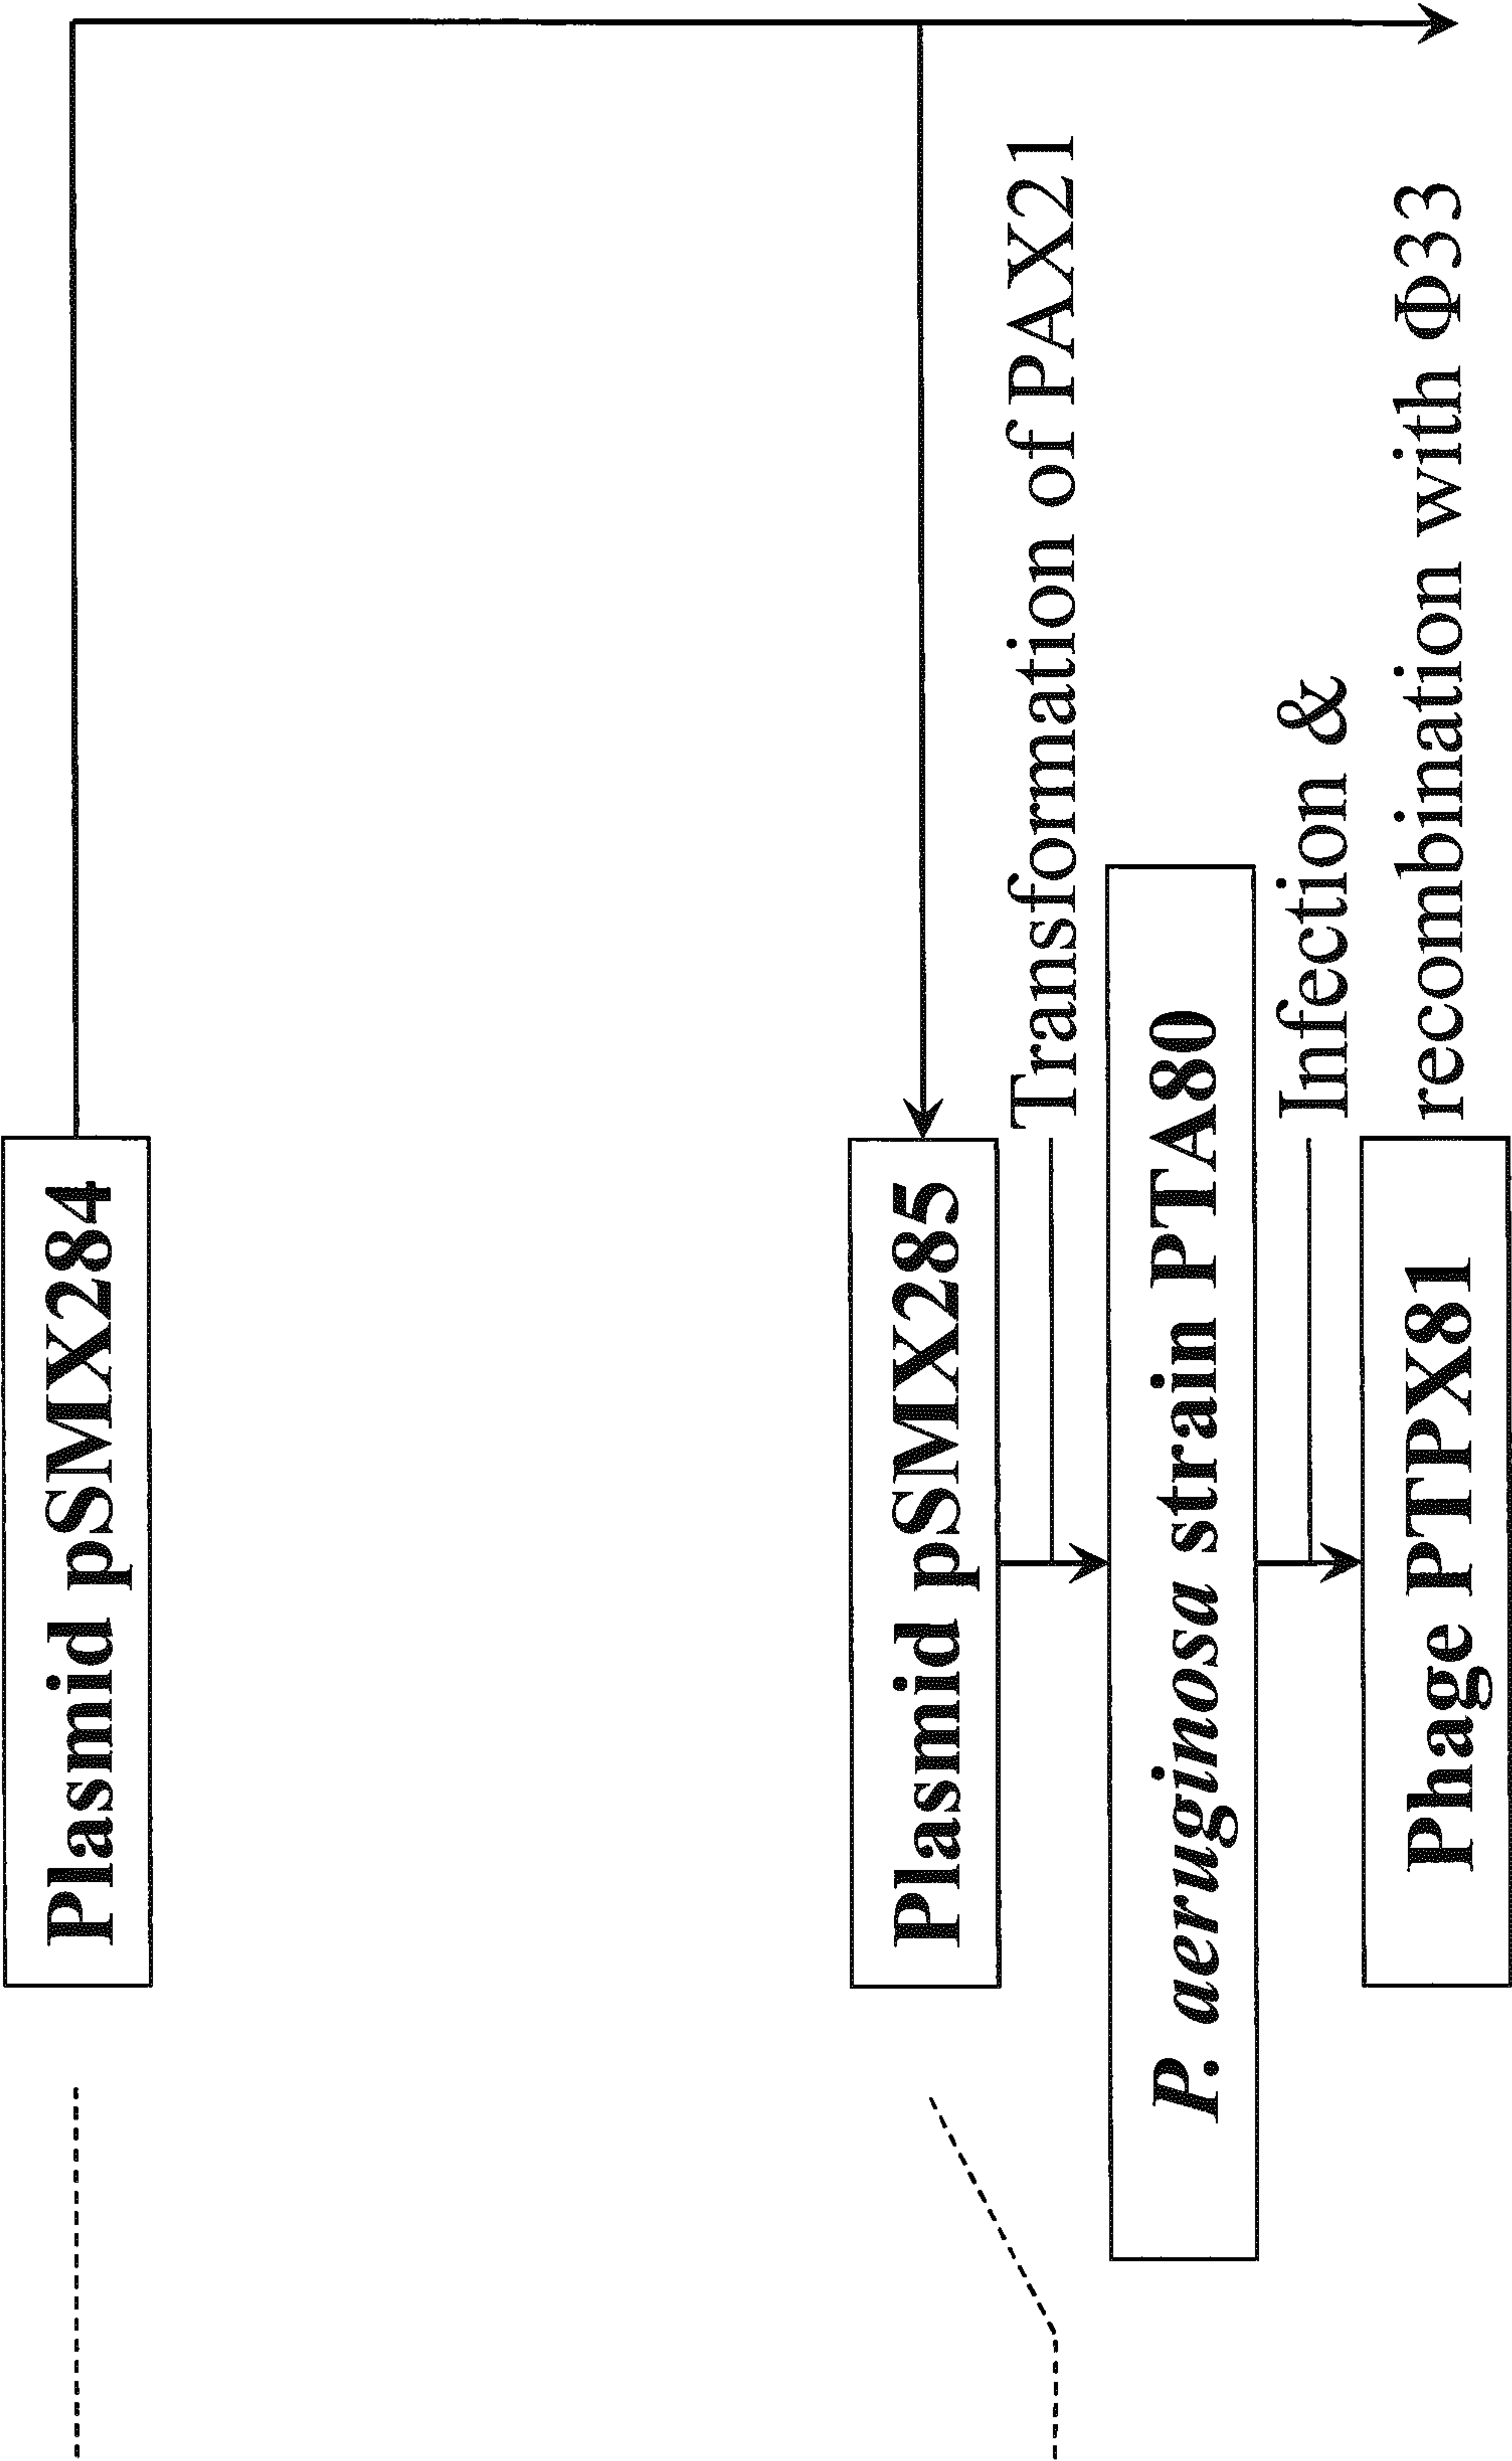 Plasmid pSMX284
Plasmid pSMX285
Transformation of PAX21
P. aeruginosa strain PTA80
Infection &
recombination with Φ33
Phage PTPX81